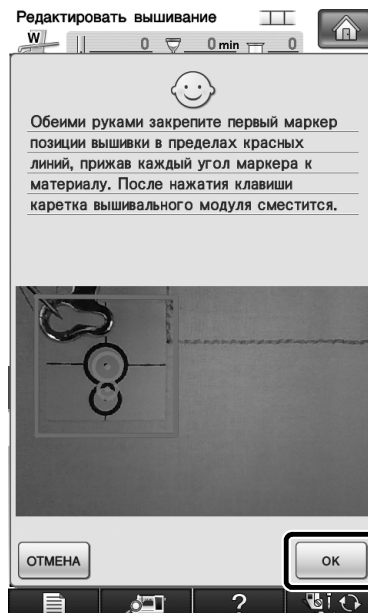 Редактировать вышивание
W
0 0 min 0
Обеими руками закрепите первый маркер
позиции вышивки в пределах красных
линий, прижав каждый угол маркера к
материалу. После нажатия клавиши
каретка вышивального модуля сместится.
ОТМЕНА
ОК
?